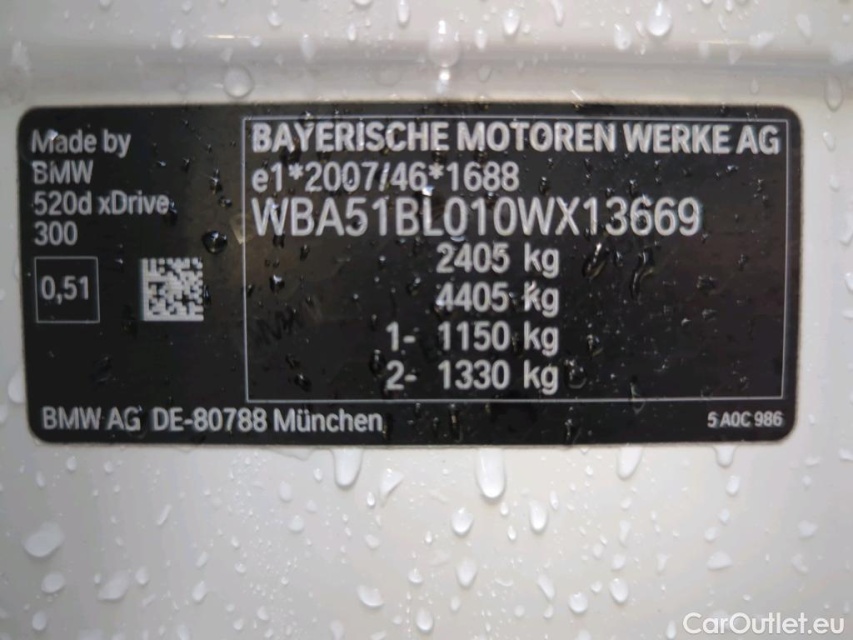 Made by
BMW
520d xDrive
300
0,51
BAYERISCHE MOTOREN WERKE AG
e1*2007/46*1688
WBA51BL010WX13669
2405 kg
4405 kg
1- 1150 kg
2- 1330 kg
BMW AG DE-80788 München
5 A0C 986
CarOutlet.eu